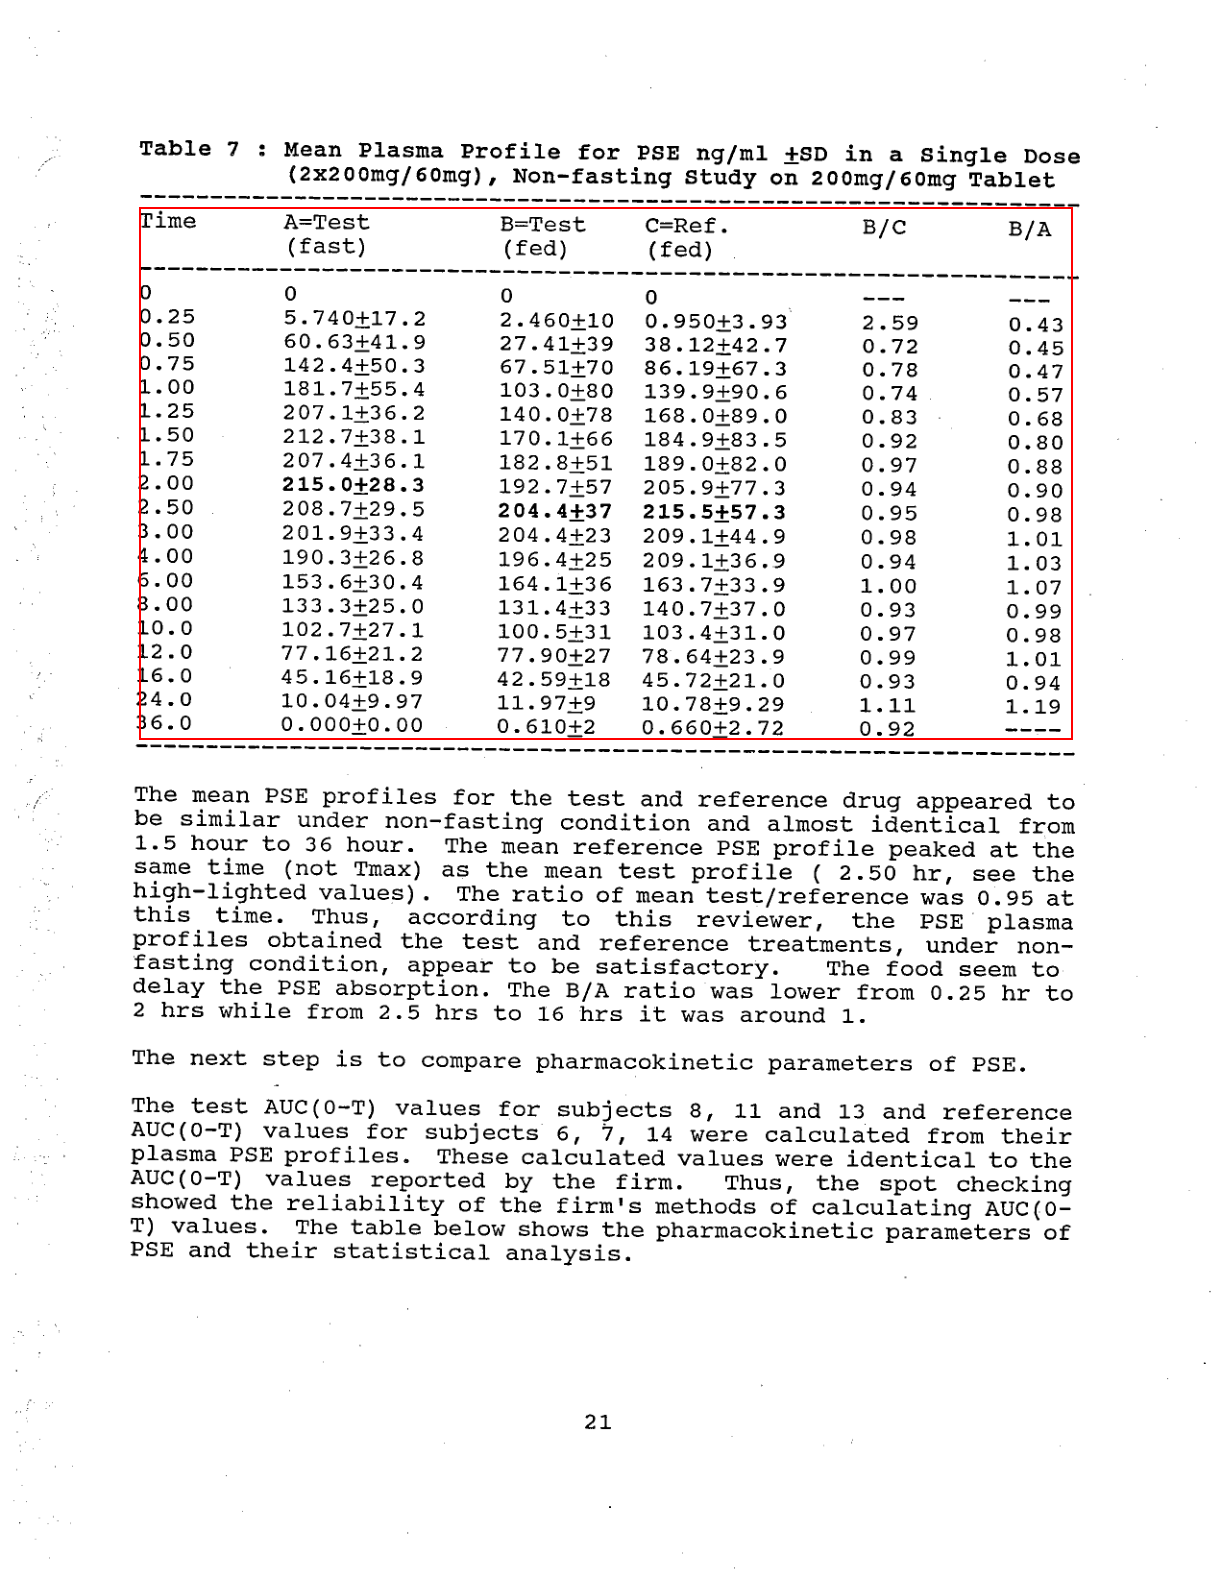 Table 7 : Mean Plasma Profile for PSE ng/ml ±SD in a Single Dose
(2x200mg/60mg), Non-fasting Study on 200mg/60mg Tablet
Time A=Test B=Test C=Ref. B/C B/A
(fast) (fed) (fed)
0 0 0 0 --- ---
0.25 5.740±17.2 2.460±10 0.950±3.93 2.59 0.43
0.50 60.63±41.9 27.41±39 38.12±42.7 0.72 0.45
0.75 142.4±50.3 67.51±70 86.19±67.3 0.78 0.47
1.00 181.7±55.4 103.0±80 139.9±90.6 0.74 0.57
1.25 207.1±36.2 140.0±78 168.0±89.0 0.83 0.68
1.50 212.7±38.1 170.1±66 184.9±83.5 0.92 0.80
1.75 207.4±36.1 182.8±51 189.0±82.0 0.97 0.88
2.00 215.0±28.3 192.7±57 205.9±77.3 0.94 0.90
2.50 208.7±29.5 204.4±37 215.5±57.3 0.95 0.98
3.00 201.9±33.4 204.4±23 209.1±44.9 0.98 1.01
4.00 190.3±26.8 196.4±25 209.1±36.9 0.94 1.03
6.00 153.6±30.4 164.1±36 163.7±33.9 1.00 1.07
8.00 133.3±25.0 131.4±33 140.7±37.0 0.93 0.99
10.0 102.7±27.1 100.5±31 103.4±31.0 0.97 0.98
12.0 77.16±21.2 77.90±27 78.64±23.9 0.99 1.01
16.0 45.16±18.9 42.59±18 45.72±21.0 0.93 0.94
24.0 10.04±9.97 11.97±9 10.78±9.29 1.11 1.19
36.0 0.000±0.00 0.610±2 0.660±2.72 0.92 ----
The mean PSE profiles for the test and reference drug appeared to
be similar under non-fasting condition and almost identical from
1.5 hour to 36 hour. The mean reference PSE profile peaked at the
same time (not Tmax) as the mean test profile ( 2.50 hr, see the
high-lighted values). The ratio of mean test/reference was 0.95 at
this time. Thus, according to this reviewer, the PSE plasma
profiles obtained the test and reference treatments, under non-
fasting condition, appear to be satisfactory. The food seem to
delay the PSE absorption. The B/A ratio was lower from 0.25 hr to
2 hrs while from 2.5 hrs to 16 hrs it was around 1.
The next step is to compare pharmacokinetic parameters of PSE.
The test AUC(0-T) values for subjects 8, 11 and 13 and reference
AUC(0-T) values for subjects 6, 7, 14 were calculated from their
plasma PSE profiles. These calculated values were identical to the
AUC(0-T) values reported by the firm. Thus, the spot checking
showed the reliability of the firm's methods of calculating AUC(0-
T) values. The table below shows the pharmacokinetic parameters of
PSE and their statistical analysis.
21